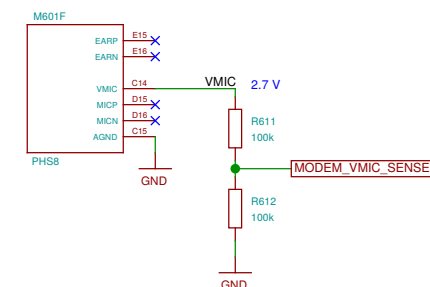 M601F
EARP E15
EARN E16
VMIC C14 VMIC 2.7 V
MICP D15
MICN D16
AGND C15
PHS8
GND
R611
100k
MODEM_VMIC_SENSE
R612
100k
GND